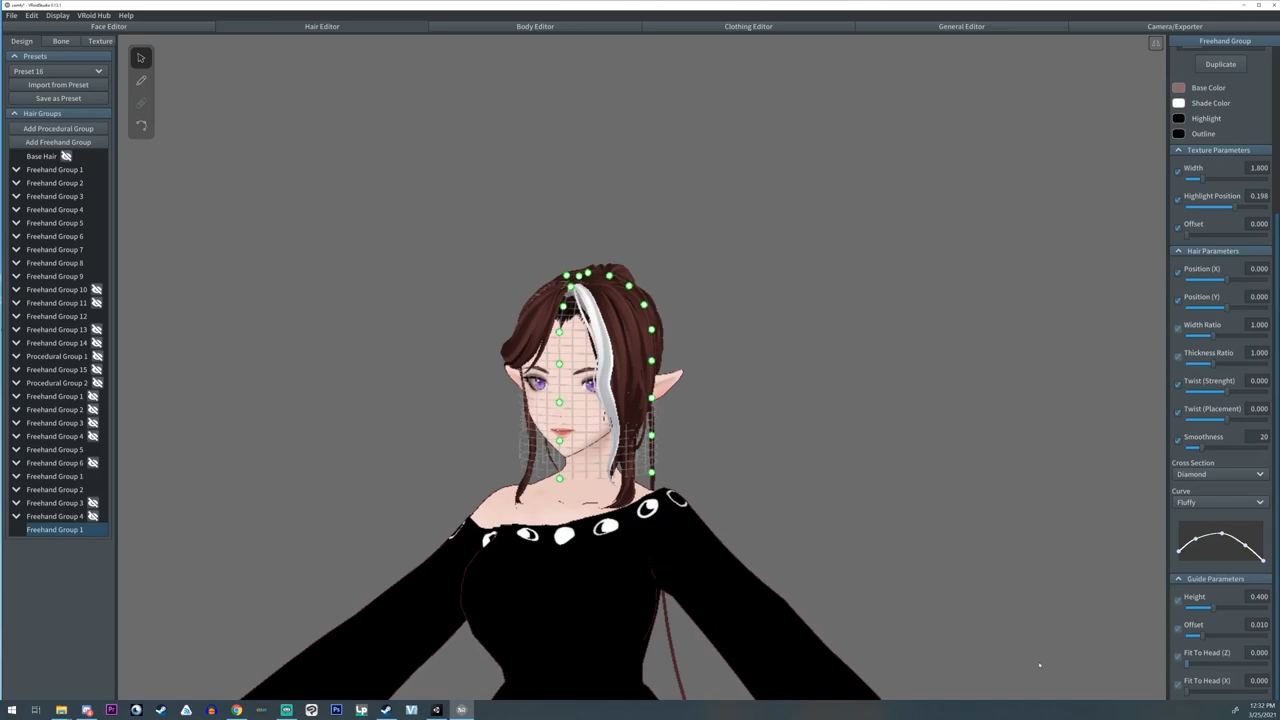 VRoidStudio 0.12.1
File Edit Display VRoid Hub Help
Face Editor Hair Editor Body Editor Clothing Editor General Editor Camera/Exporter
Design Bone Texture
Presets
Preset 16
Import from Preset
Save as Preset
Hair Groups
Add Procedural Group
Add Freehand Group
Base Hair
Freehand Group 1
Freehand Group 2
Freehand Group 3
Freehand Group 4
Freehand Group 5
Freehand Group 6
Freehand Group 7
Freehand Group 8
Freehand Group 9
Freehand Group 10
Freehand Group 11
Freehand Group 12
Freehand Group 13
Freehand Group 14
Procedural Group 1
Freehand Group 15
Procedural Group 2
Freehand Group 1
Freehand Group 2
Freehand Group 3
Freehand Group 4
Freehand Group 5
Freehand Group 6
Freehand Group 1
Freehand Group 2
Freehand Group 3
Freehand Group 4
Freehand Group 1
Freehand Group
Duplicate
Base Color
Shade Color
Highlight
Outline
Texture Parameters
Width 1.800
Highlight Position 0.198
Offset 0.000
Hair Parameters
Position (X) 0.000
Position (Y) 0.000
Width Ratio 1.000
Thickness Ratio 1.000
Twist (Strenght) 0.000
Twist (Placement) 0.000
Smoothness 20
Cross Section
Diamond
Curve
Fluffy
Guide Parameters
Height 0.400
Offset 0.010
Fit To Head (Z) 0.000
Fit To Head (X) 0.000
12:32 PM
3/25/2021